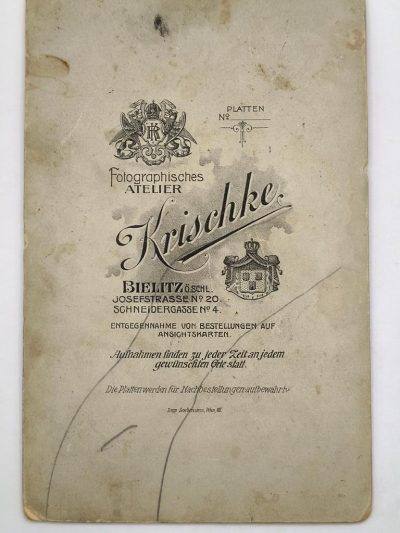 PLATTEN
No
Fotographisches
ATELIER
Krischke.
BIELITZ Ö.SCHL.
JOSEFSTRASSE No 20.
SCHNEIDERGASSE No 4.
ENTGEGENNAHME VON BESTELLUNGEN AUF
ANSICHTSKARTEN.
Aufnahmen finden zu jeder Zeit an jedem
gewünschten Orte statt.
Die Platten werden für Nachbestellungen aufbewahrt.